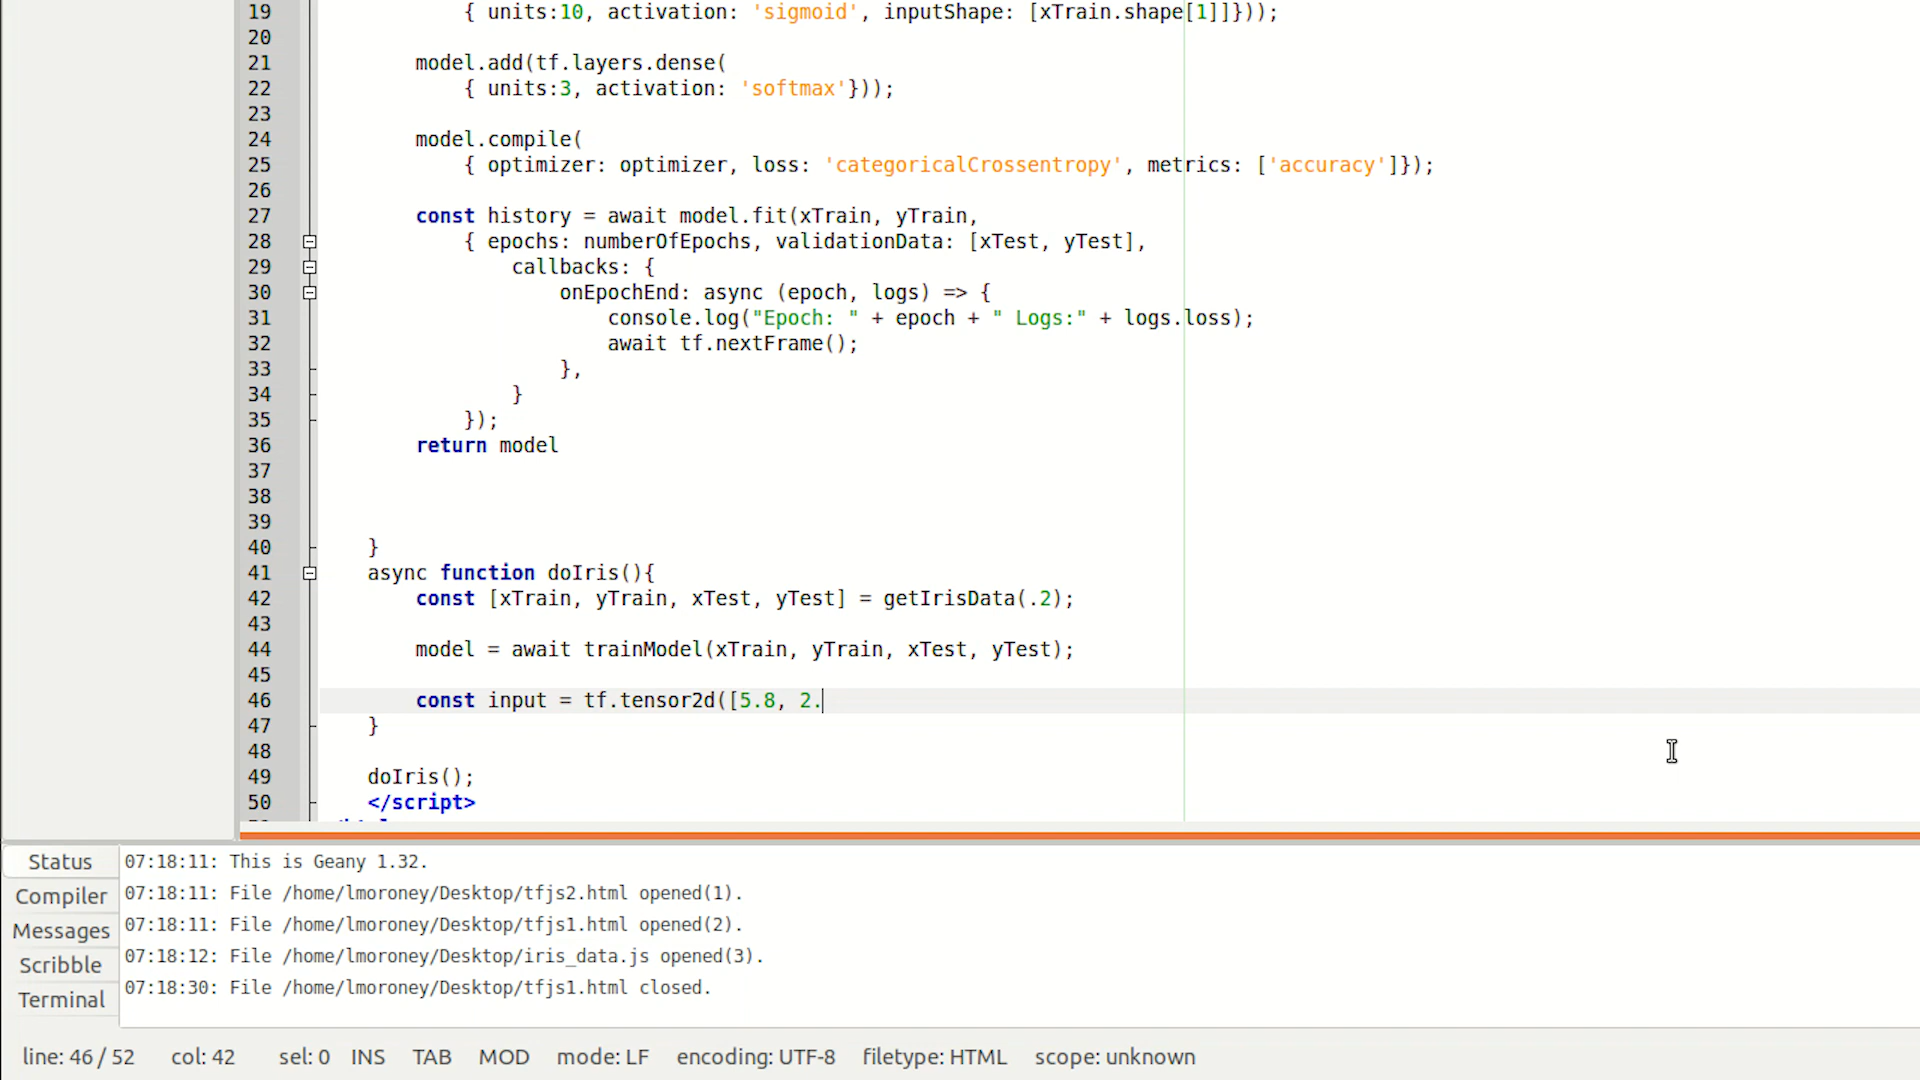 19 { units:10, activation: 'sigmoid', inputShape: [xTrain.shape[1]]}));
20
21 model.add(tf.layers.dense(
22 { units:3, activation: 'softmax'}));
23
24 model.compile(
25 { optimizer: optimizer, loss: 'categoricalCrossentropy', metrics: ['accuracy']});
26
27 const history = await model.fit(xTrain, yTrain,
28 { epochs: numberOfEpochs, validationData: [xTest, yTest],
29 callbacks: {
30 onEpochEnd: async (epoch, logs) => {
31 console.log("Epoch: " + epoch + " Logs:" + logs.loss);
32 await tf.nextFrame();
33 },
34 }
35 });
36 return model
37
38
39
40 }
41 async function doIris(){
42 const [xTrain, yTrain, xTest, yTest] = getIrisData(.2);
43
44 model = await trainModel(xTrain, yTrain, xTest, yTest);
45
46 const input = tf.tensor2d([5.8, 2.
47 }
48
49 doIris();
50 </script>
Status
Compiler
Messages
Scribble
Terminal
07:18:11: This is Geany 1.32.
07:18:11: File /home/lmoroney/Desktop/tfjs2.html opened(1).
07:18:11: File /home/lmoroney/Desktop/tfjs1.html opened(2).
07:18:12: File /home/lmoroney/Desktop/iris_data.js opened(3).
07:18:30: File /home/lmoroney/Desktop/tfjs1.html closed.
line: 46 / 52 col: 42 sel: 0 INS TAB MOD mode: LF encoding: UTF-8 filetype: HTML scope: unknown